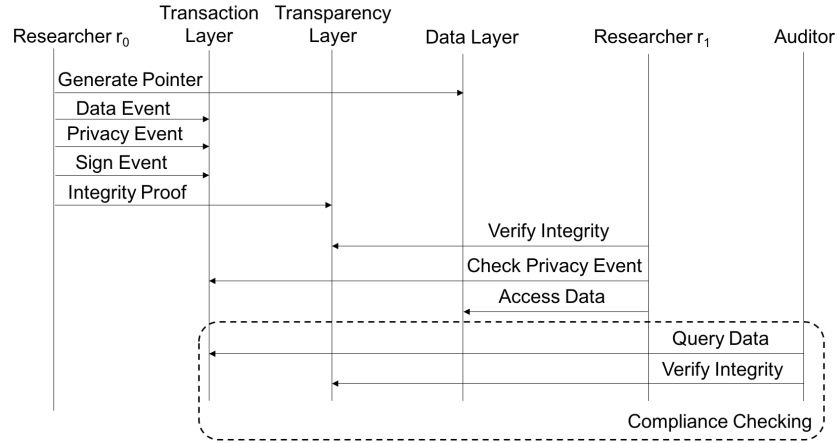 Researcher r0
Transaction
Layer
Transparency
Layer
Data Layer
Researcher r1
Auditor
Generate Pointer
Data Event
Privacy Event
Sign Event
Integrity Proof
Verify Integrity
Check Privacy Event
Access Data
Query Data
Verify Integrity
Compliance Checking